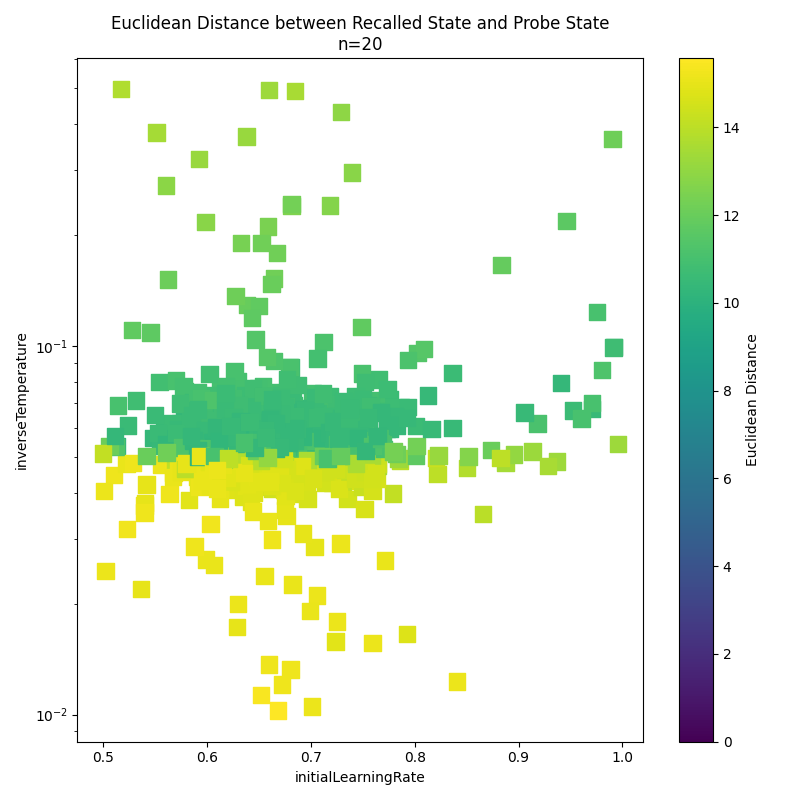 Euclidean Distance between Recalled State and Probe State
n=20
inverseTemperature
10⁻¹
10⁻²
0.5 0.6 0.7 0.8 0.9 1.0
initialLearningRate
14
12
10
8
6
4
2
0
Euclidean Distance